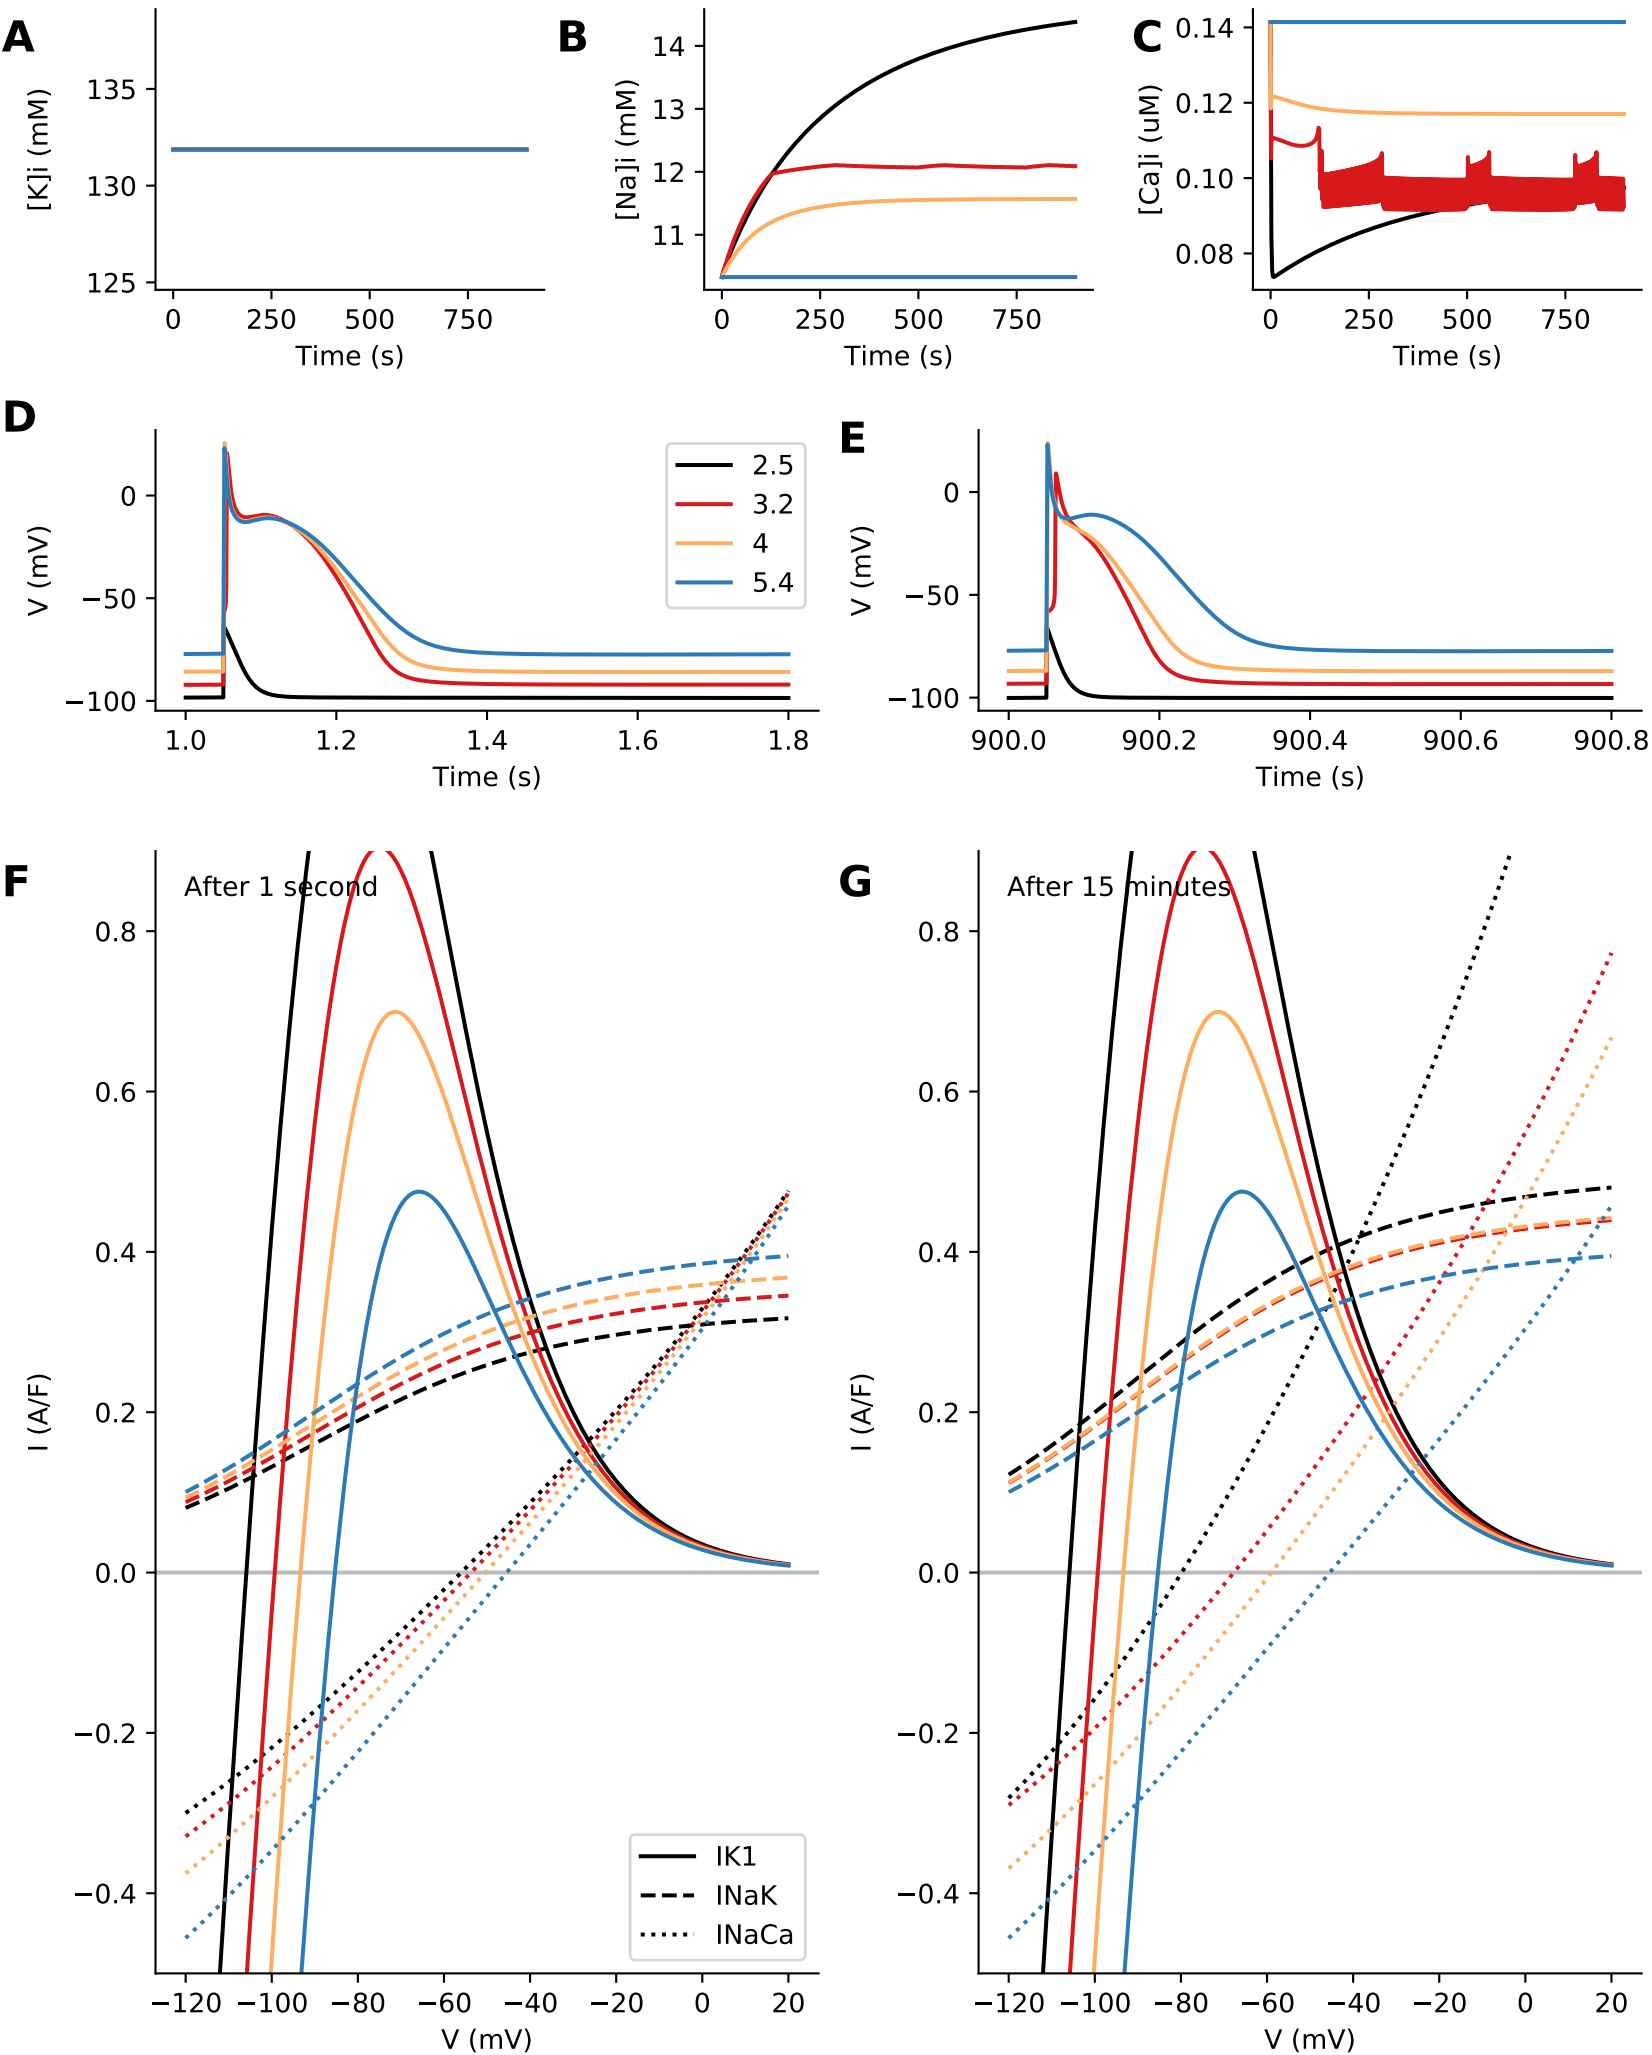 A
[K]i (mM)
135
130
125
0 250 500 750
Time (s)
B
[Na]i (mM)
14
13
12
11
0 250 500 750
Time (s)
C
[Ca]i (uM)
0.14
0.12
0.10
0.08
0 250 500 750
Time (s)
D
V (mV)
0
−50
−100
1.0 1.2 1.4 1.6 1.8
Time (s)
2.5
3.2
4
5.4
E
V (mV)
0
−50
−100
900.0 900.2 900.4 900.6 900.8
Time (s)
F
After 1 second
I (A/F)
0.8
0.6
0.4
0.2
0.0
−0.2
−0.4
−120 −100 −80 −60 −40 −20 0 20
V (mV)
IK1
INaK
INaCa
G
After 15 minutes
I (A/F)
0.8
0.6
0.4
0.2
0.0
−0.2
−0.4
−120 −100 −80 −60 −40 −20 0 20
V (mV)